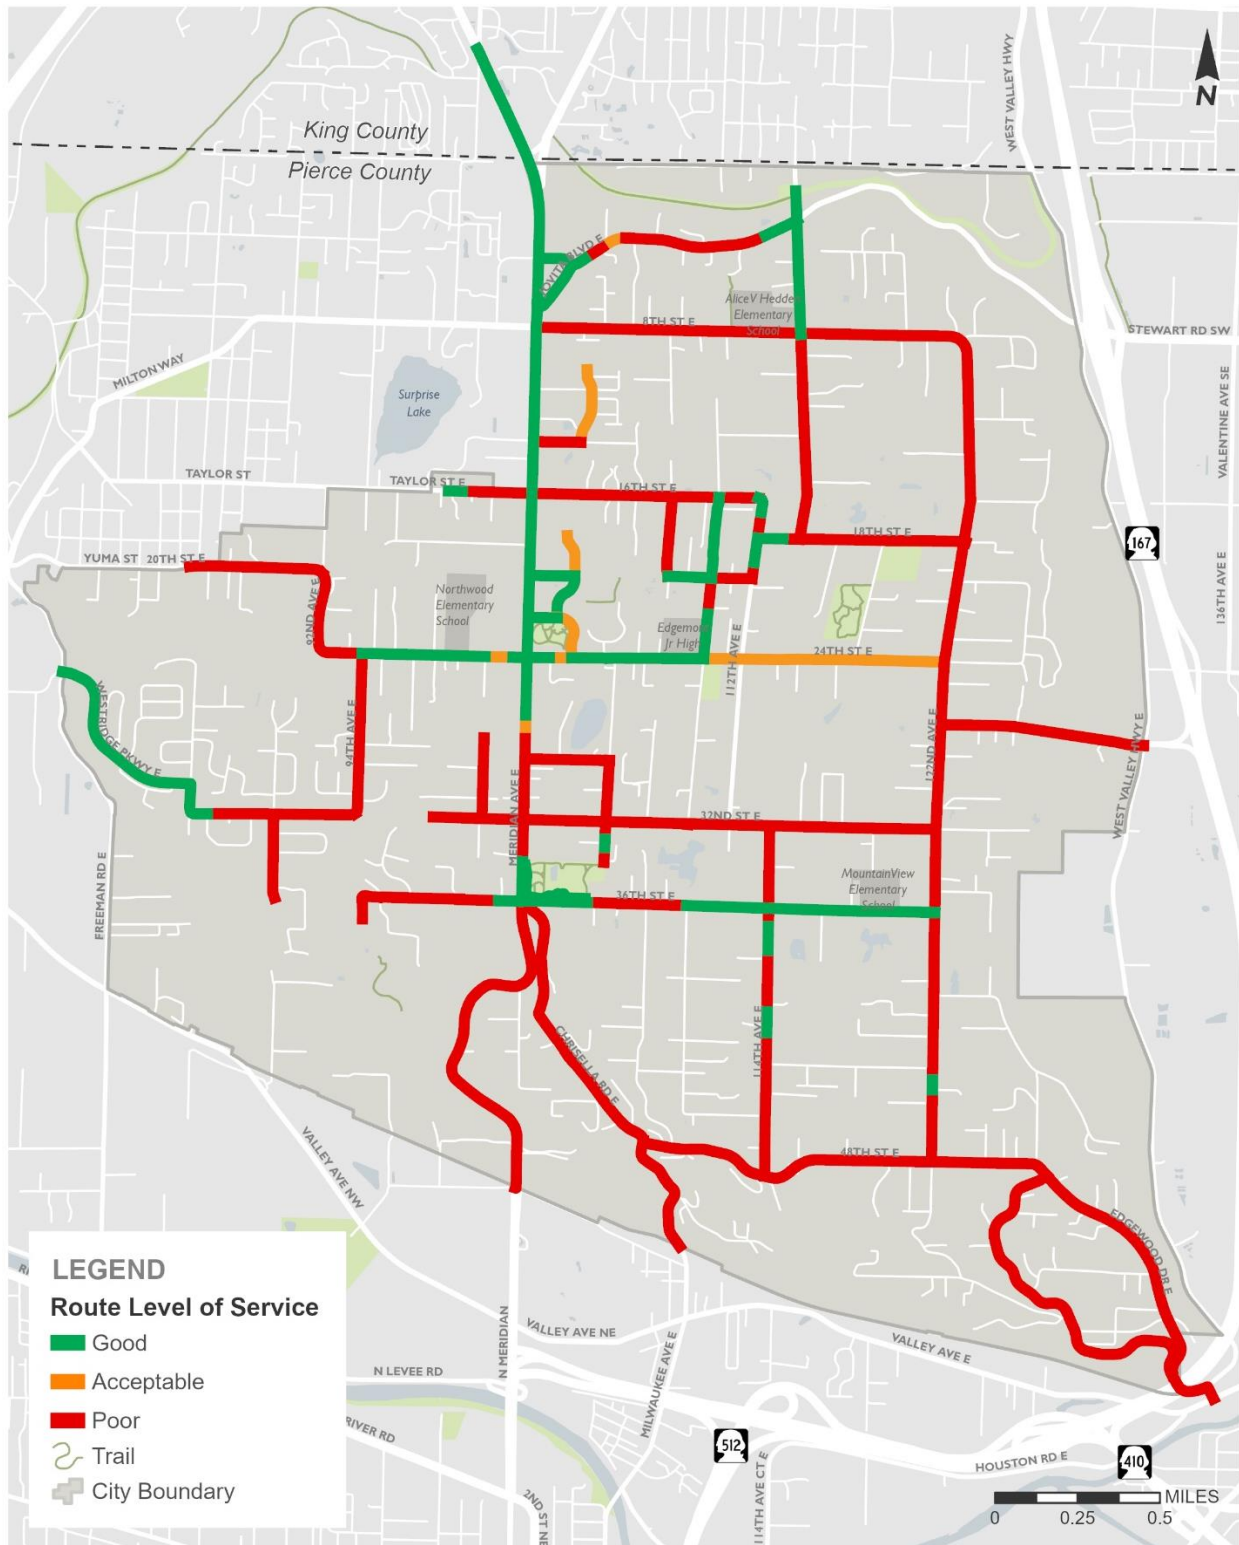 WEST VALLEY HWY
N
King County
Pierce County
JOVITA BLVD E
Alice V Hedde
Elementary
School
8TH ST E
STEWART RD SW
MILTON WAY
Surprise
Lake
VALENTINE AVE SE
TAYLOR ST
TAYLOR ST E
16TH ST E
18TH ST E
167
YUMA ST
20TH ST E
136TH AVE E
92ND AVE E
Northwood
Elementary
School
Edgemont
Jr High
112TH AVE E
24TH ST E
WESTRIDGE PKWY E
94TH AVE E
122ND AVE E
WEST VALLEY HWY E
MERIDIAN AVE E
32ND ST E
MountainView
Elementary
School
36TH ST E
FREEMAN RD E
114TH AVE E
CHRISELLA RD E
VALLEY AVE NW
48TH ST E
EDGEWOOD DR E
LEGEND
Route Level of Service
Good
Acceptable
Poor
Trail
City Boundary
N MERIDIAN
VALLEY AVE NE
VALLEY AVE E
N LEVEE RD
MILWAUKEE AVE E
RIVER RD
512
114TH AVE CT E
HOUSTON RD E
410
2ND ST NE
MILES
0 0.25 0.5